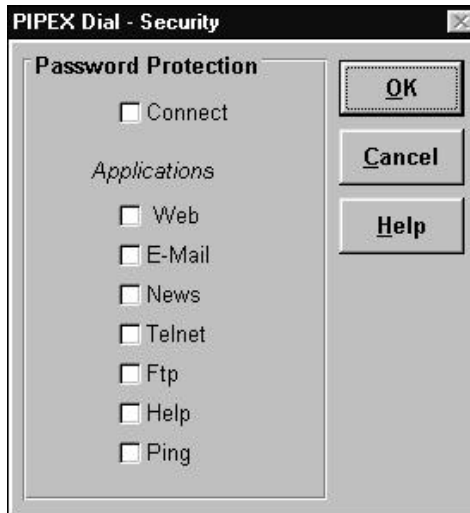 PIPEX Dial - Security
Password Protection
Connect
Applications
Web
E-Mail
News
Telnet
Ftp
Help
Ping
OK
Cancel
Help